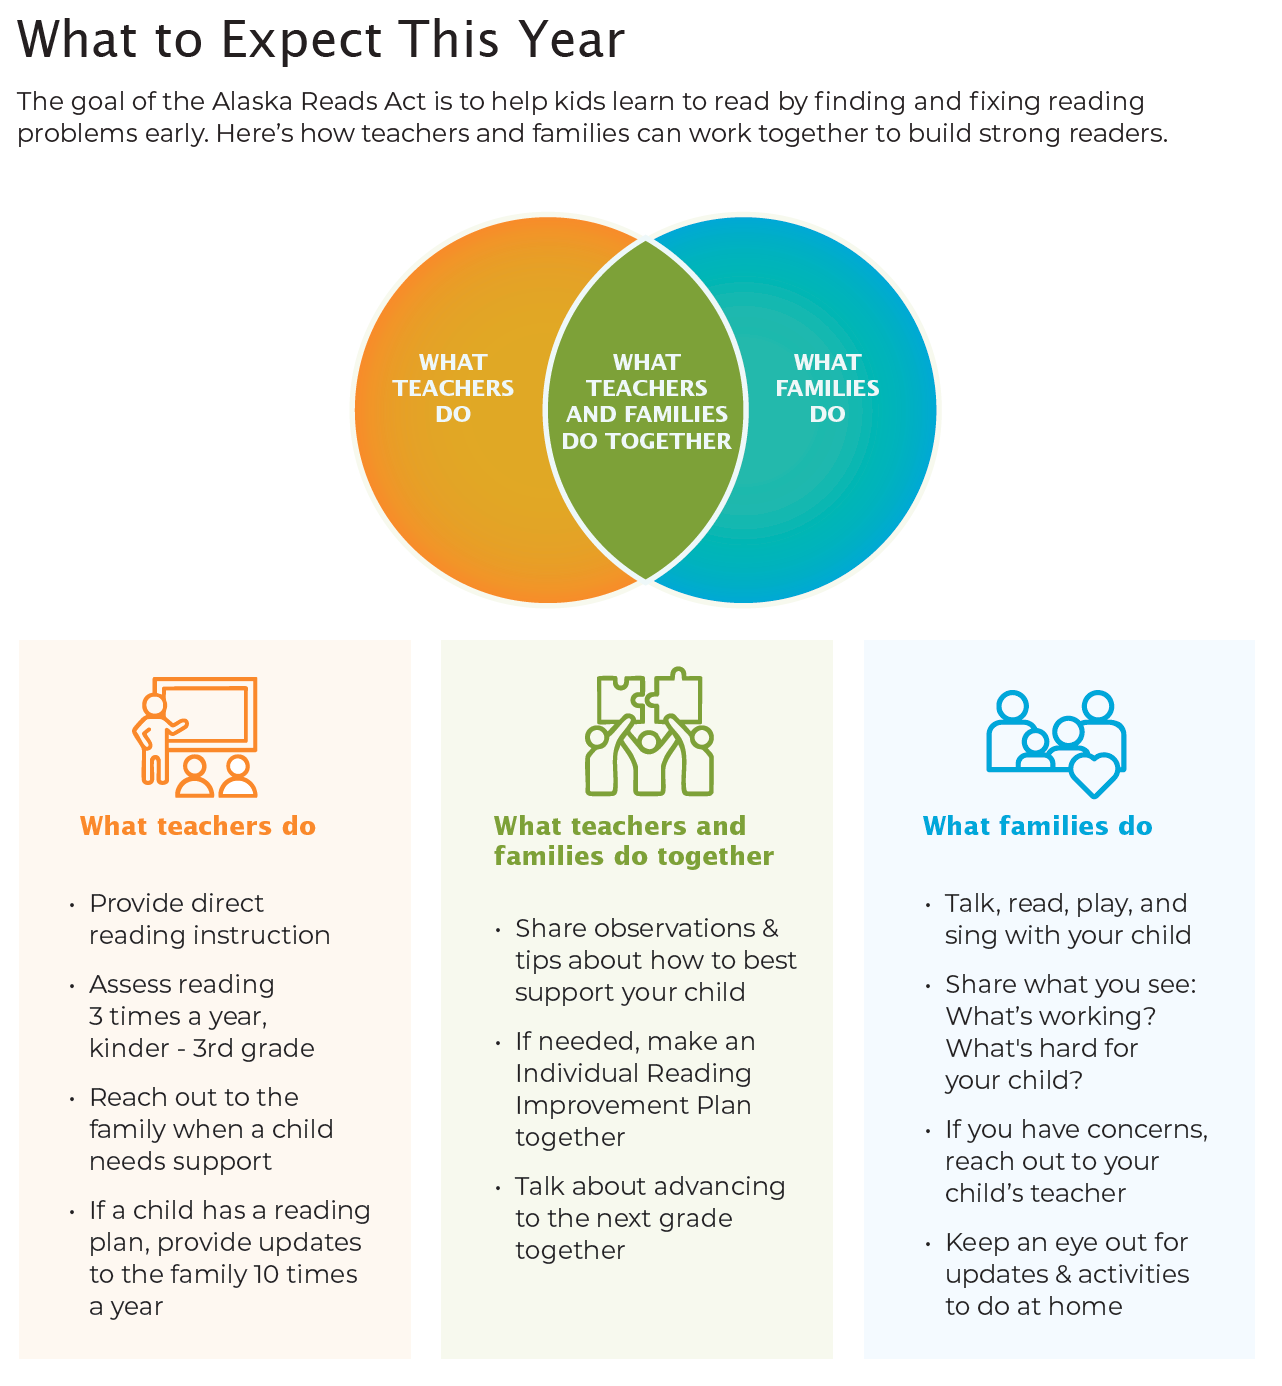 What to Expect This Year
The goal of the Alaska Reads Act is to help kids learn to read by finding and fixing reading
problems early. Here’s how teachers and families can work together to build strong readers.
WHAT
TEACHERS
DO
WHAT
TEACHERS
AND FAMILIES
DO TOGETHER
WHAT
FAMILIES
DO
What teachers do
• Provide direct
reading instruction
• Assess reading
3 times a year,
kinder - 3rd grade
• Reach out to the
family when a child
needs support
• If a child has a reading
plan, provide updates
to the family 10 times
a year
What teachers and
families do together
• Share observations &
tips about how to best
support your child
• If needed, make an
Individual Reading
Improvement Plan
together
• Talk about advancing
to the next grade
together
What families do
• Talk, read, play, and
sing with your child
• Share what you see:
What’s working?
What's hard for
your child?
• If you have concerns,
reach out to your
child’s teacher
• Keep an eye out for
updates & activities
to do at home